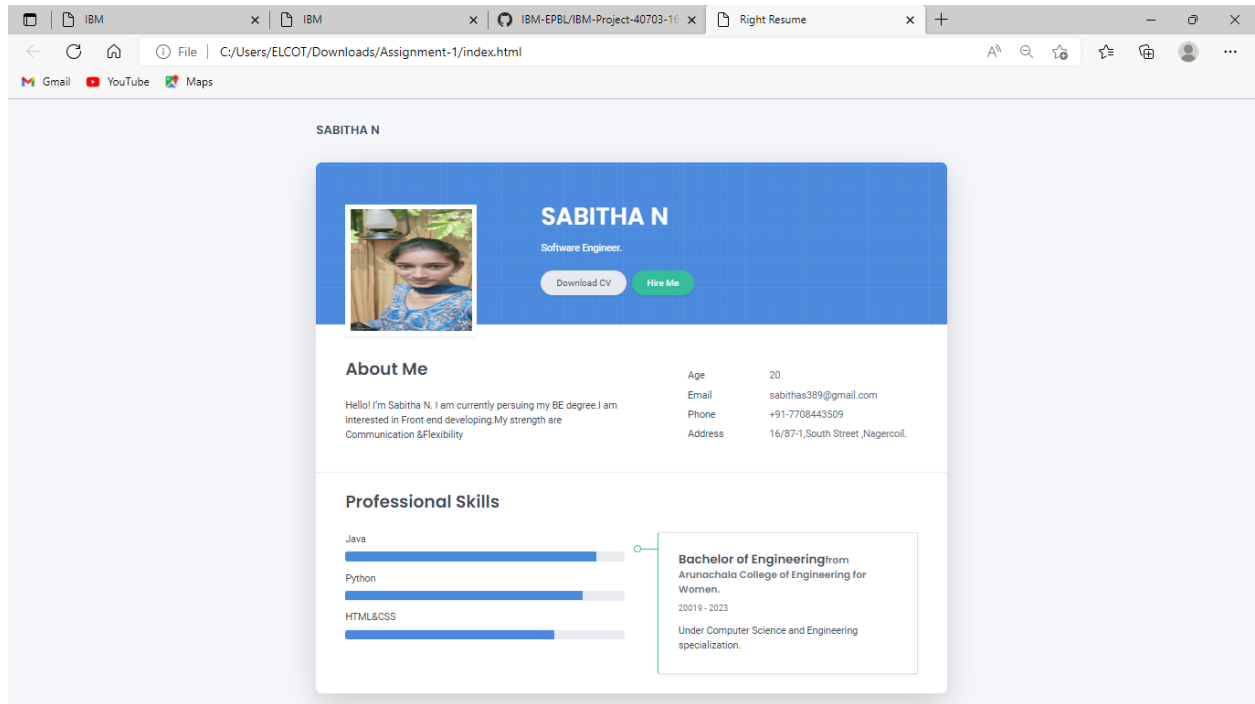 IBM
IBM
IBM-EPBL/IBM-Project-40703-16
Right Resume
File
C:/Users/ELCOT/Downloads/Assignment-1/index.html
Gmail
YouTube
Maps
SABITHA N
SABITHA N
Software Engineer.
Download CV
Hire Me
About Me
Hello! I'm Sabitha N. I am currently persuing my BE degree.I am
interested in Front end developing.My strength are
Communication &Flexibility
Age 20
Email sabithas389@gmail.com
Phone +91-7708443509
Address 16/87-1,South Street ,Nagercoil.
Professional Skills
Java
Python
HTML&CSS
Bachelor of Engineeringfrom
Arunachala College of Engineering for
Women.
20019 - 2023
Under Computer Science and Engineering
specialization.